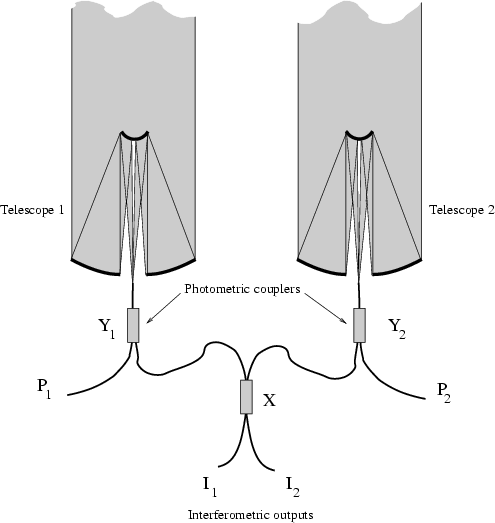 Telescope 1
Telescope 2
Photometric couplers
Y1
Y2
P1
P2
X
I1
I2
Interferometric outputs